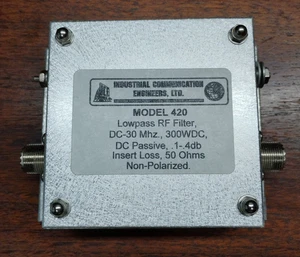 INDUSTRIAL COMMUNICATION
ENGINEERS, LTD.
MODEL 420
Lowpass RF Filter,
DC-30 Mhz., 300WDC,
DC Passive, .1-.4db
Insert Loss, 50 Ohms
Non-Polarized.